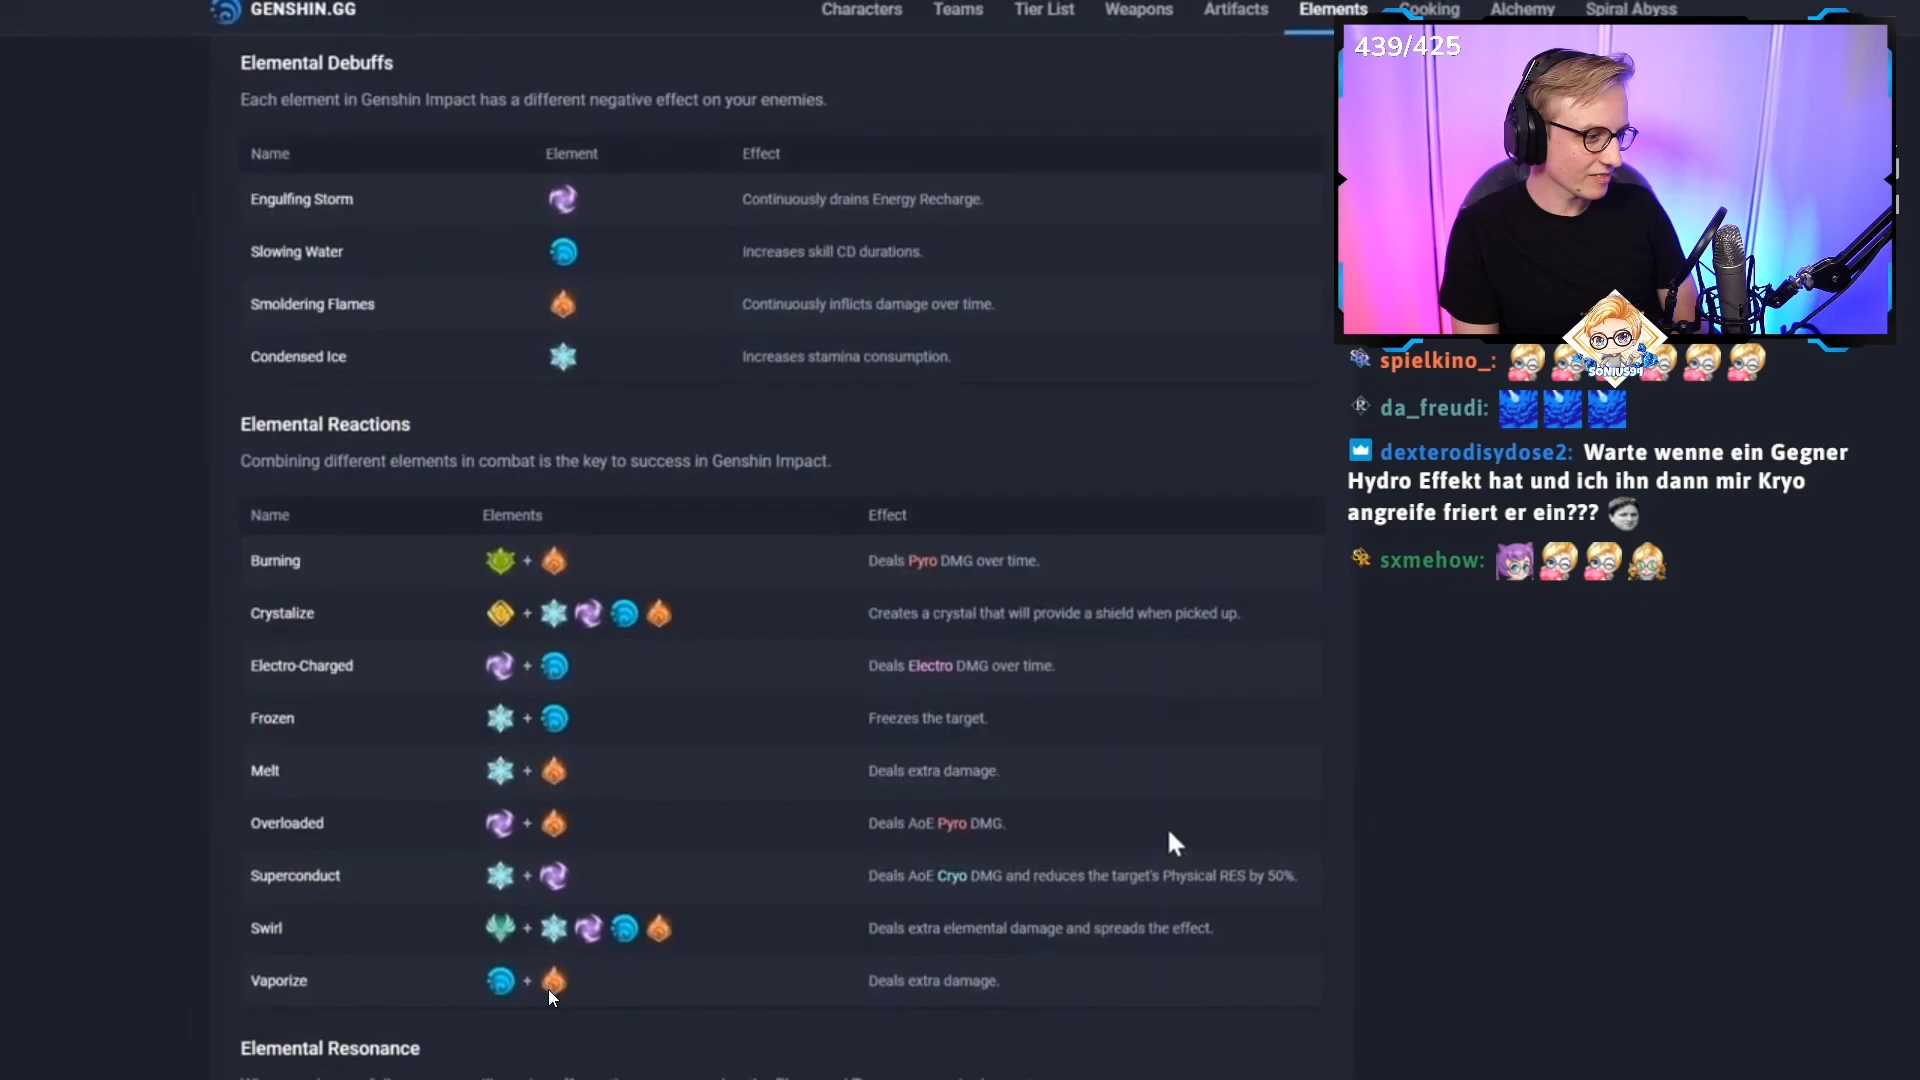 GENSHIN.GG
Characters Teams Tier List Weapons Artifacts Elements Cooking Alchemy Spiral Abyss
Elemental Debuffs
Each element in Genshin Impact has a different negative effect on your enemies.
Name Element Effect
Engulfing Storm Continuously drains Energy Recharge.
Slowing Water Increases skill CD durations.
Smoldering Flames Continuously inflicts damage over time.
Condensed Ice Increases stamina consumption.
Elemental Reactions
Combining different elements in combat is the key to success in Genshin Impact.
Name Elements Effect
Burning + Deals Pyro DMG over time.
Crystalize + Creates a crystal that will provide a shield when picked up.
Electro-Charged + Deals Electro DMG over time.
Frozen + Freezes the target.
Melt + Deals extra damage.
Overloaded + Deals AoE Pyro DMG.
Superconduct + Deals AoE Cryo DMG and reduces the target's Physical RES by 50%.
Swirl + Deals extra elemental damage and spreads the effect.
Vaporize + Deals extra damage.
Elemental Resonance
439/425
SONIUS94
spielkino_:
da_freudi:
dexterodisydose2: Warte wenne ein Gegner
Hydro Effekt hat und ich ihn dann mir Kryo
angreife friert er ein???
sxmehow: